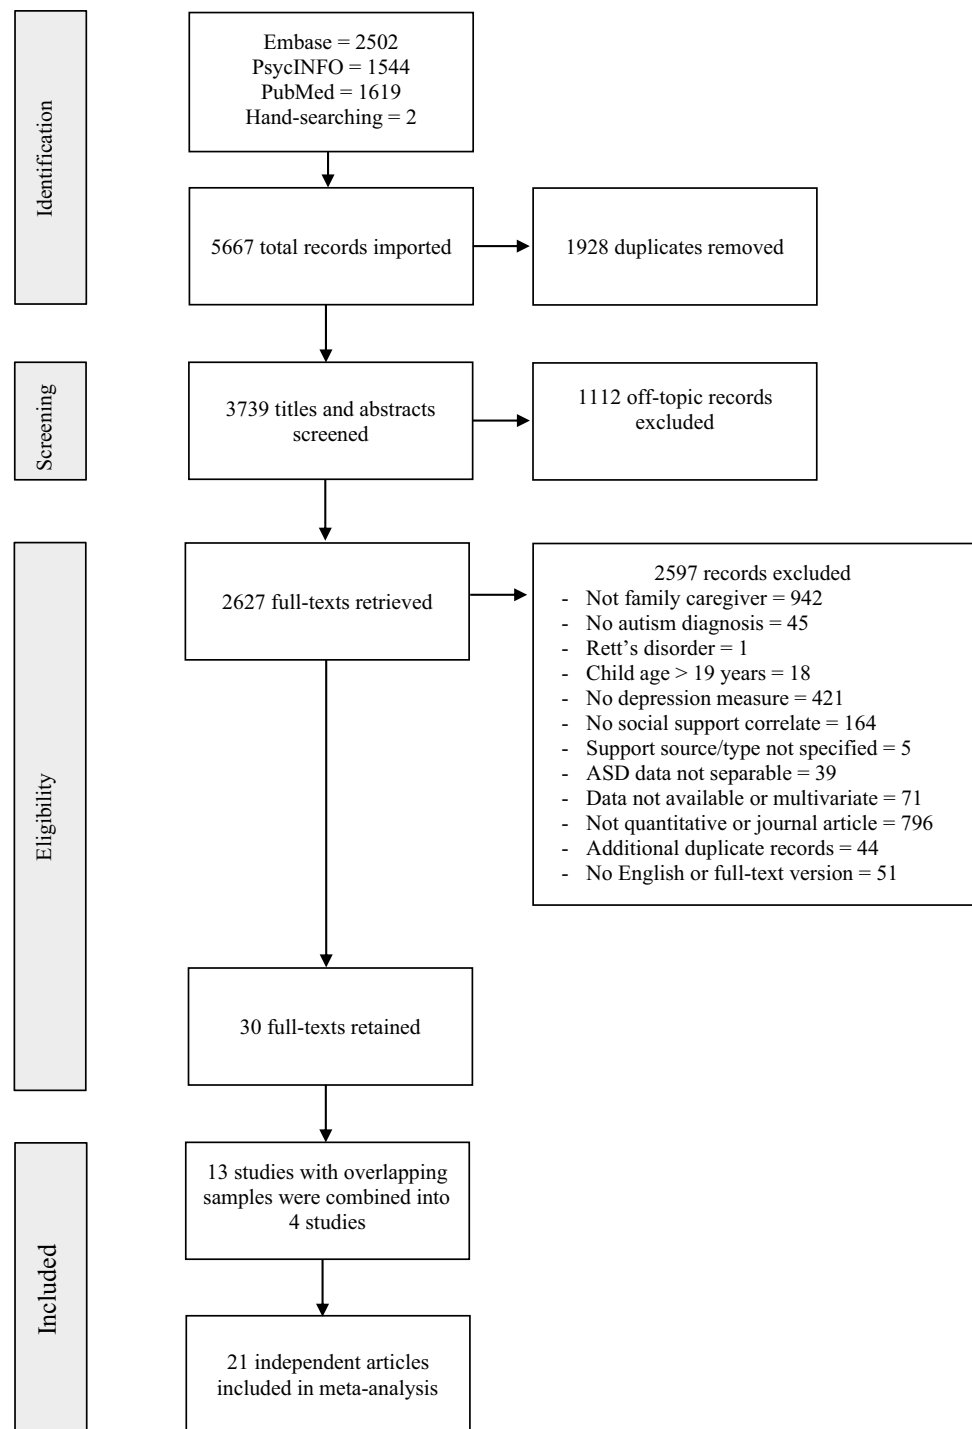 Identification
Embase = 2502
PsycINFO = 1544
PubMed = 1619
Hand-searching = 2
5667 total records imported
1928 duplicates removed
Screening
3739 titles and abstracts
screened
1112 off-topic records
excluded
Eligibility
2627 full-texts retrieved
2597 records excluded
- Not family caregiver = 942
- No autism diagnosis = 45
- Rett’s disorder = 1
- Child age > 19 years = 18
- No depression measure = 421
- No social support correlate = 164
- Support source/type not specified = 5
- ASD data not separable = 39
- Data not available or multivariate = 71
- Not quantitative or journal article = 796
- Additional duplicate records = 44
- No English or full-text version = 51
30 full-texts retained
Included
13 studies with overlapping
samples were combined into
4 studies
21 independent articles
included in meta-analysis